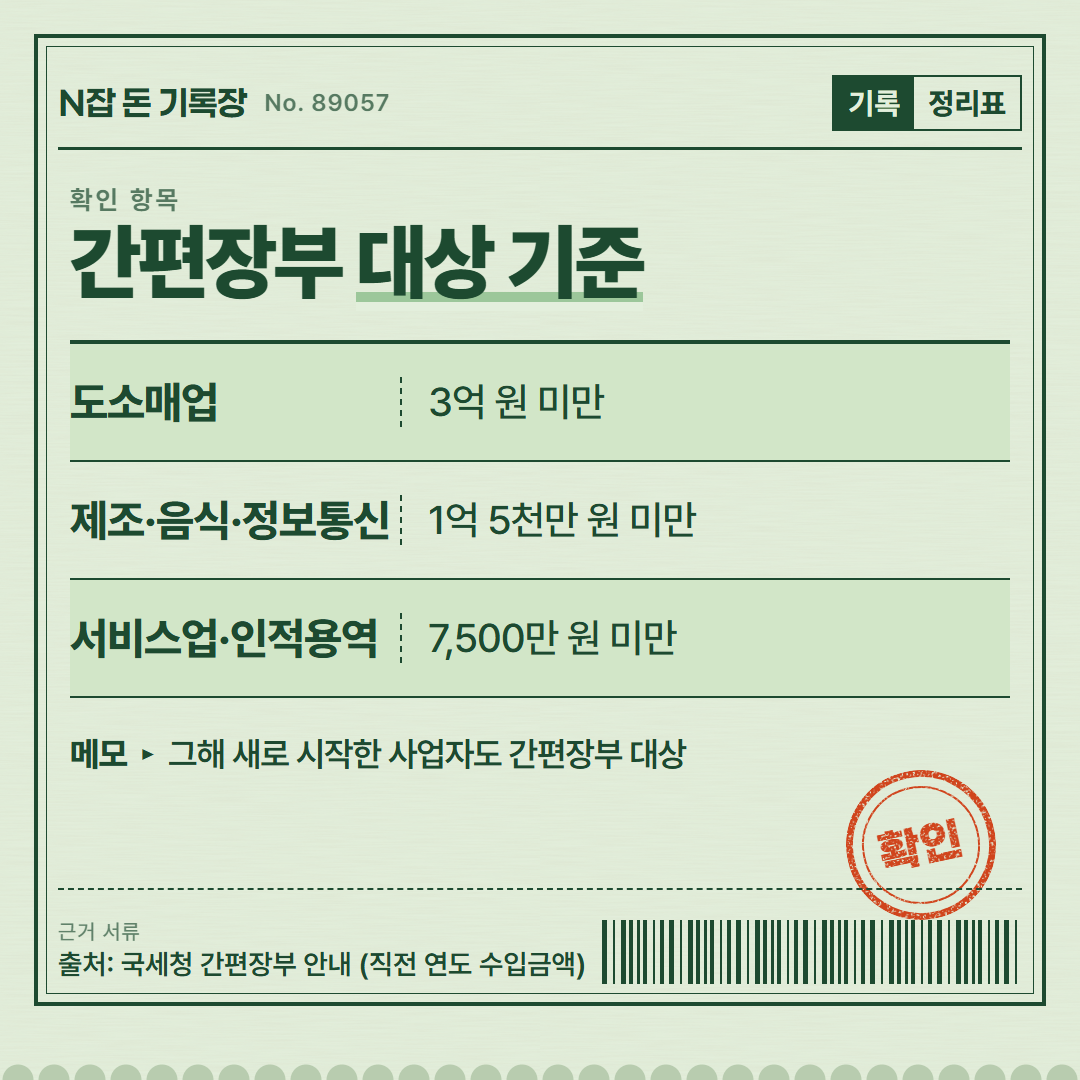 N잡 돈 기록장 No. 89057 기록 정리표
확인 항목
간편장부 대상 기준
도소매업 3억 원 미만
제조·음식·정보통신 1억 5천만 원 미만
서비스업·인적용역 7,500만 원 미만
메모 ▸ 그해 새로 시작한 사업자도 간편장부 대상
확인
근거 서류
출처: 국세청 간편장부 안내 (직전 연도 수입금액)